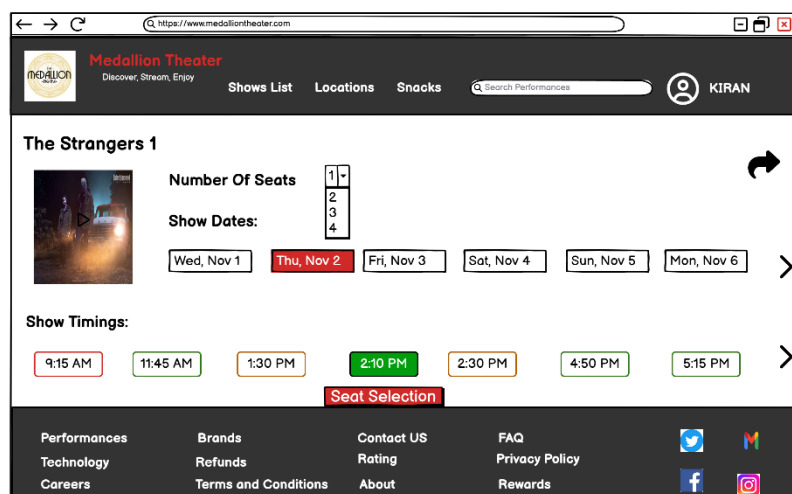 https://www.medalliontheater.com
MEDALLION
Medallion Theater
Discover, Stream, Enjoy
Shows List Locations Snacks Search Performances KIRAN
The Strangers 1
Number Of Seats 1
2
3
4
Show Dates:
Wed, Nov 1 Thu, Nov 2 Fri, Nov 3 Sat, Nov 4 Sun, Nov 5 Mon, Nov 6
Show Timings:
9:15 AM 11:45 AM 1:30 PM 2:10 PM 2:30 PM 4:50 PM 5:15 PM
Seat Selection
Performances Brands Contact US FAQ
Technology Refunds Rating Privacy Policy
Careers Terms and Conditions About Rewards